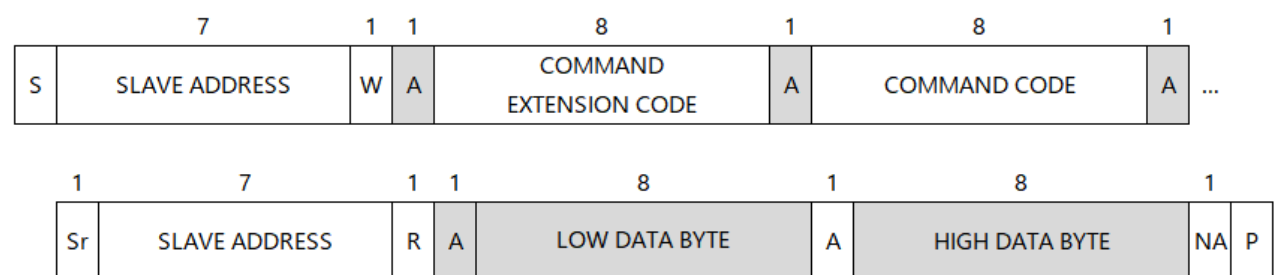 7 1 1 8 1 8 1
S SLAVE ADDRESS W A COMMAND EXTENSION CODE A COMMAND CODE A ...
1 7 1 1 8 1 8 1
Sr SLAVE ADDRESS R A LOW DATA BYTE A HIGH DATA BYTE NA P